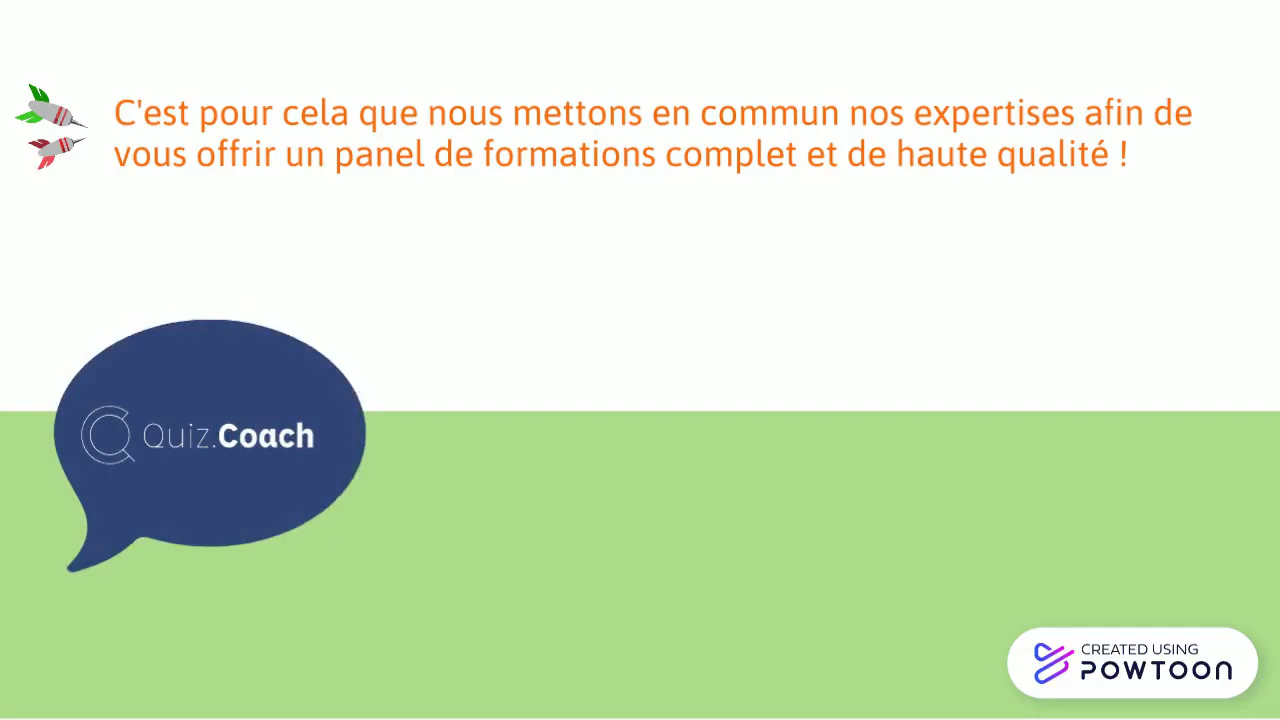 C'est pour cela que nous mettons en commun nos expertises afin de
vous offrir un panel de formations complet et de haute qualité !
Quiz.Coach
CREATED USING
POWTOON